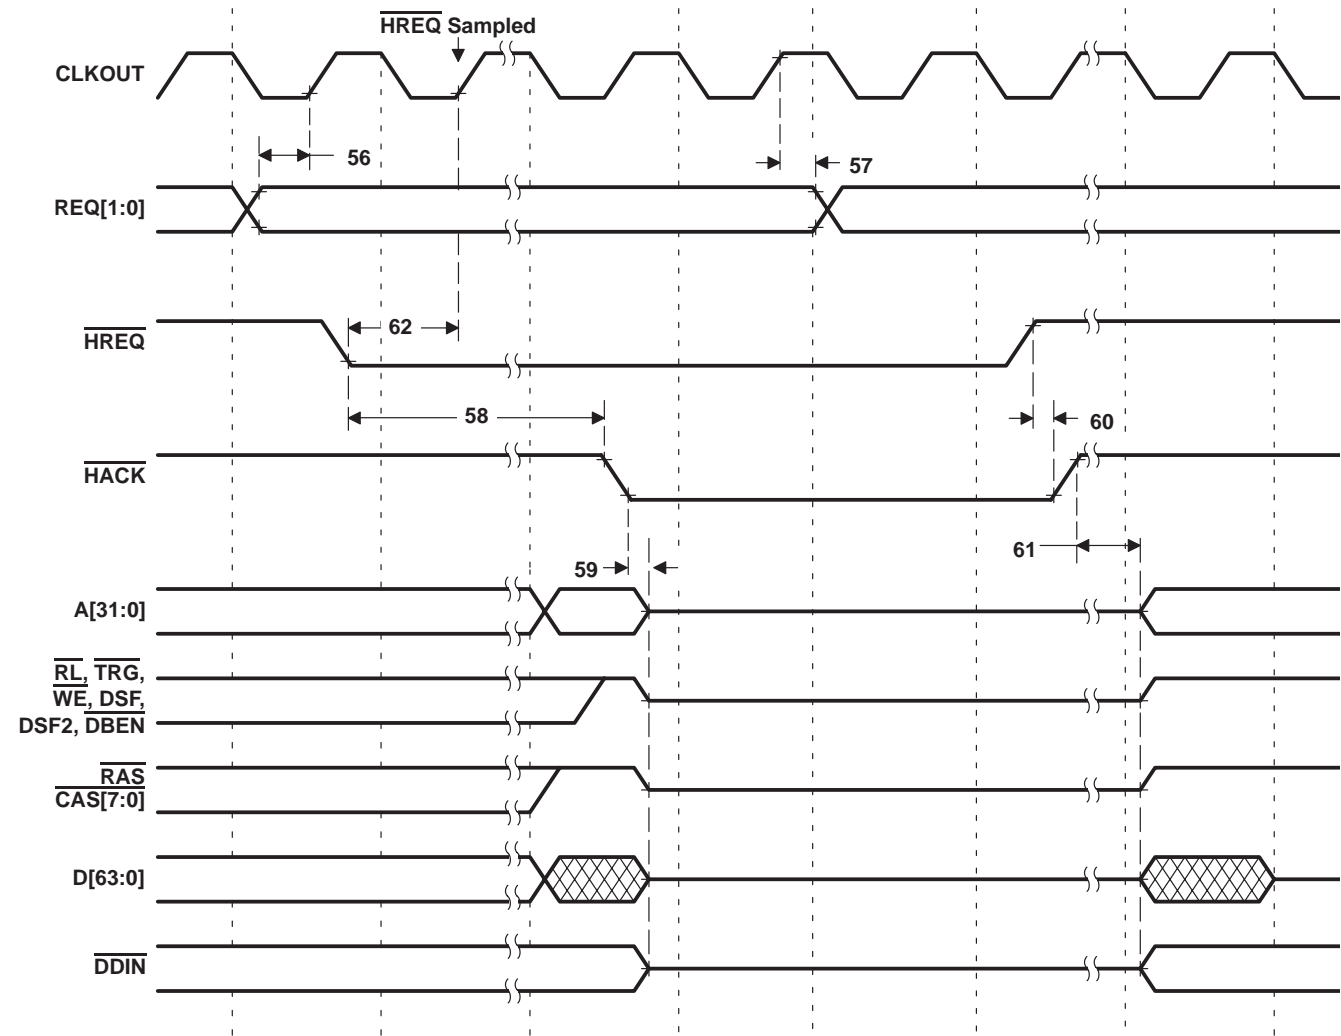 HREQ Sampled
CLKOUT
56
57
REQ[1:0]
62
HREQ
58
60
HACK
61
59
A[31:0]
RL, TRG,
WE, DSF,
DSF2, DBEN
RAS
CAS[7:0]
D[63:0]
DDIN